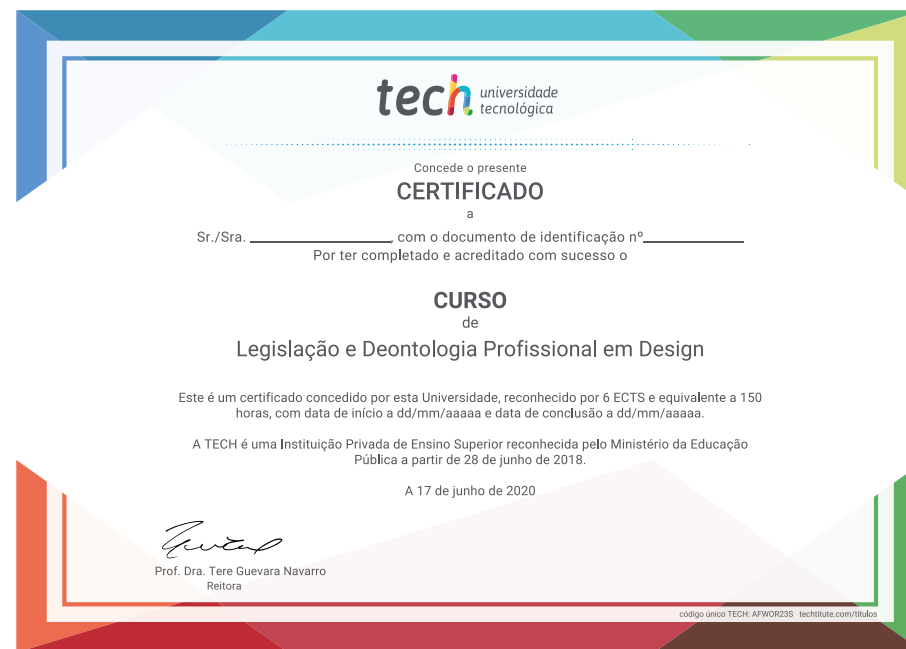 tech universidade
tecnológica
Concede o presente
CERTIFICADO
a
Sr./Sra. ____________, com o documento de identificação nº____________
Por ter completado e acreditado com sucesso o
CURSO
de
Legislação e Deontologia Profissional em Design
Este é um certificado concedido por esta Universidade, reconhecido por 6 ECTS e equivalente a 150
horas, com data de início a dd/mm/aaaaa e data de conclusão a dd/mm/aaaaa.
A TECH é uma Instituição Privada de Ensino Superior reconhecida pelo Ministério da Educação
Pública a partir de 28 de junho de 2018.
A 17 de junho de 2020
Prof. Dra. Tere Guevara Navarro
Reitora
código único TECH: AFWOR23S techtitute.com/titulos